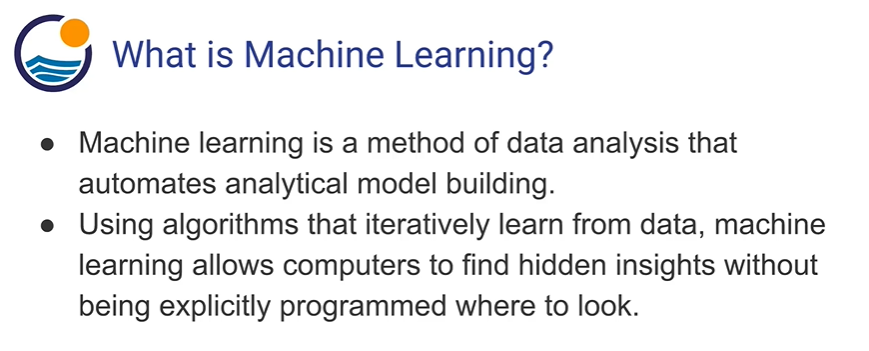 What is Machine Learning?
● Machine learning is a method of data analysis that
automates analytical model building.
● Using algorithms that iteratively learn from data, machine
learning allows computers to find hidden insights without
being explicitly programmed where to look.